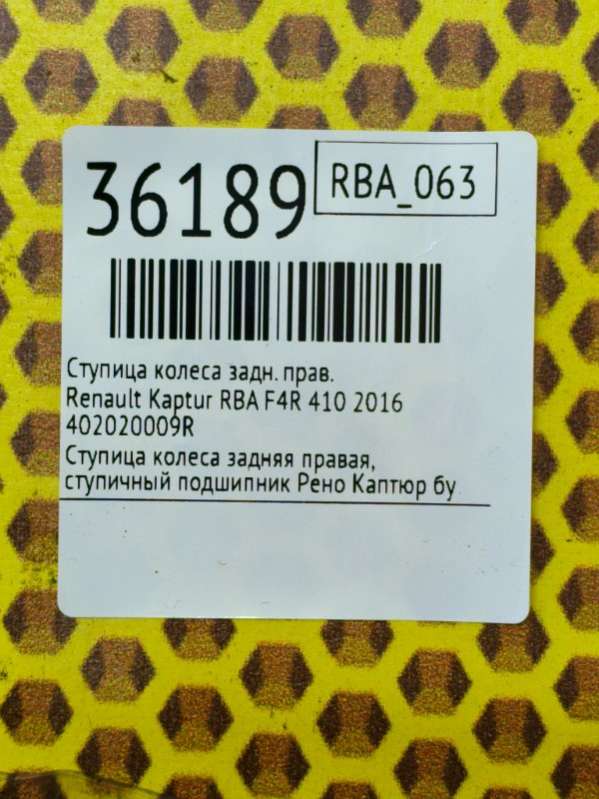 36189
RBA_063
Ступица колеса задн. прав.
Renault Kaptur RBA F4R 410 2016
402020009R
Ступица колеса задняя правая,
ступичный подшипник Рено Каптюр бу